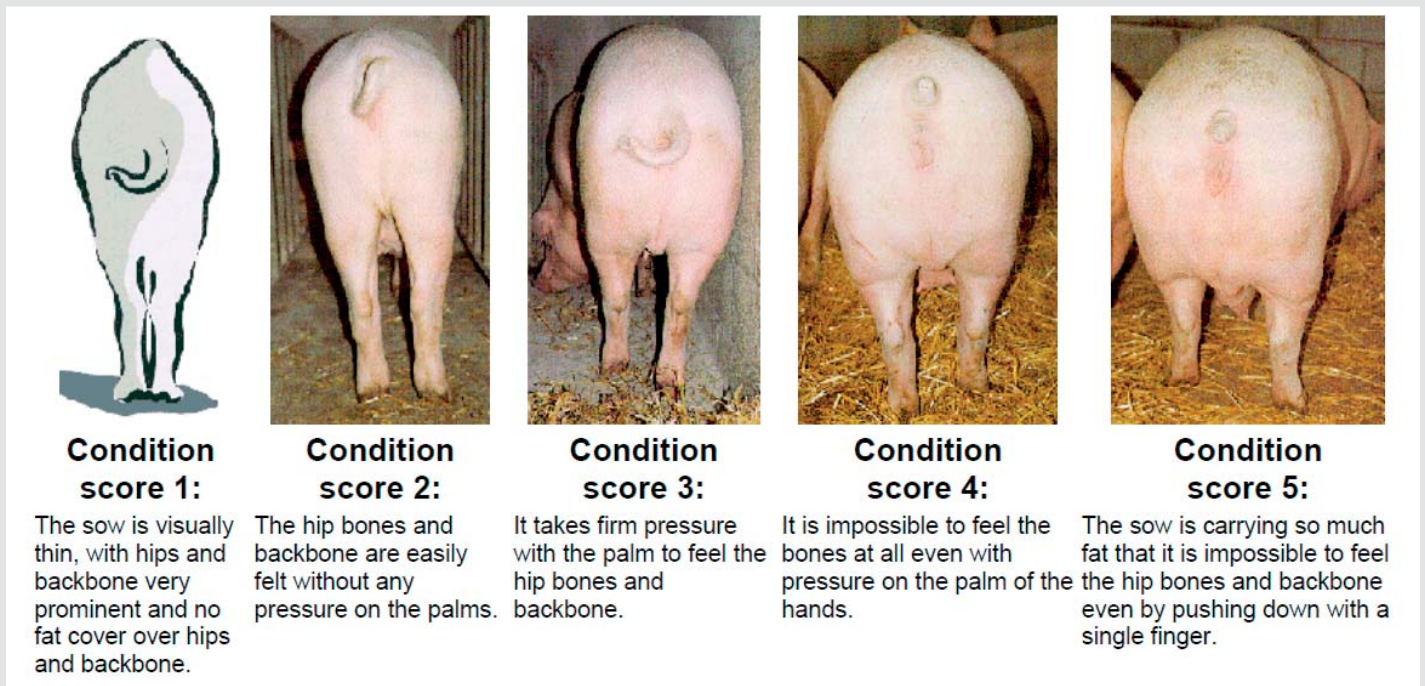 Condition
score 1:
The sow is visually
thin, with hips and
backbone very
prominent and no
fat cover over hips
and backbone.
Condition
score 2:
The hip bones and
backbone are easily
felt without any
pressure on the palms.
Condition
score 3:
It takes firm pressure
with the palm to feel the
hip bones and
backbone.
Condition
score 4:
It is impossible to feel the
bones at all even with
pressure on the palm of the
hands.
Condition
score 5:
The sow is carrying so much
fat that it is impossible to feel
the hip bones and backbone
even by pushing down with a
single finger.